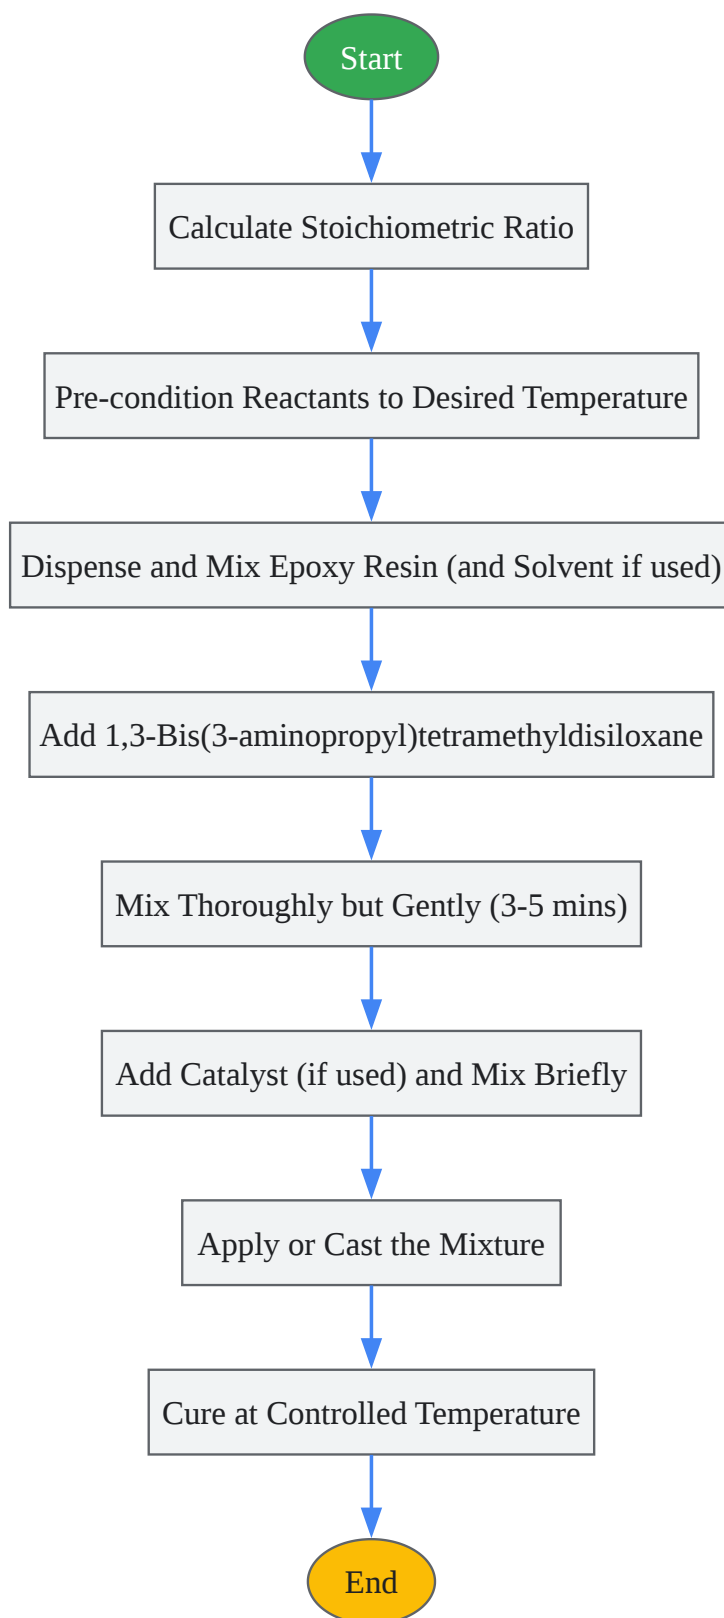 Start
Calculate Stoichiometric Ratio
Pre-condition Reactants to Desired Temperature
Dispense and Mix Epoxy Resin (and Solvent if used)
Add 1,3-Bis(3-aminopropyl)tetramethyldisiloxane
Mix Thoroughly but Gently (3-5 mins)
Add Catalyst (if used) and Mix Briefly
Apply or Cast the Mixture
Cure at Controlled Temperature
End